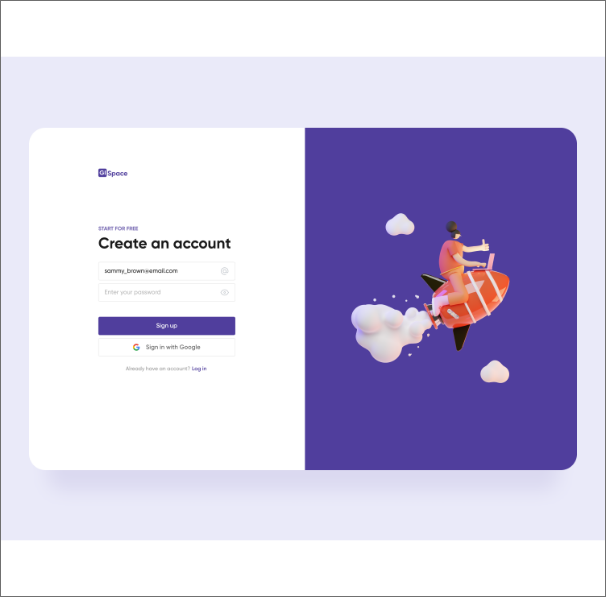 GI Space
START FOR FREE
Create an account
sammy_brown@email.com
Enter your password
Sign up
Sign in with Google
Already have an account? Log in